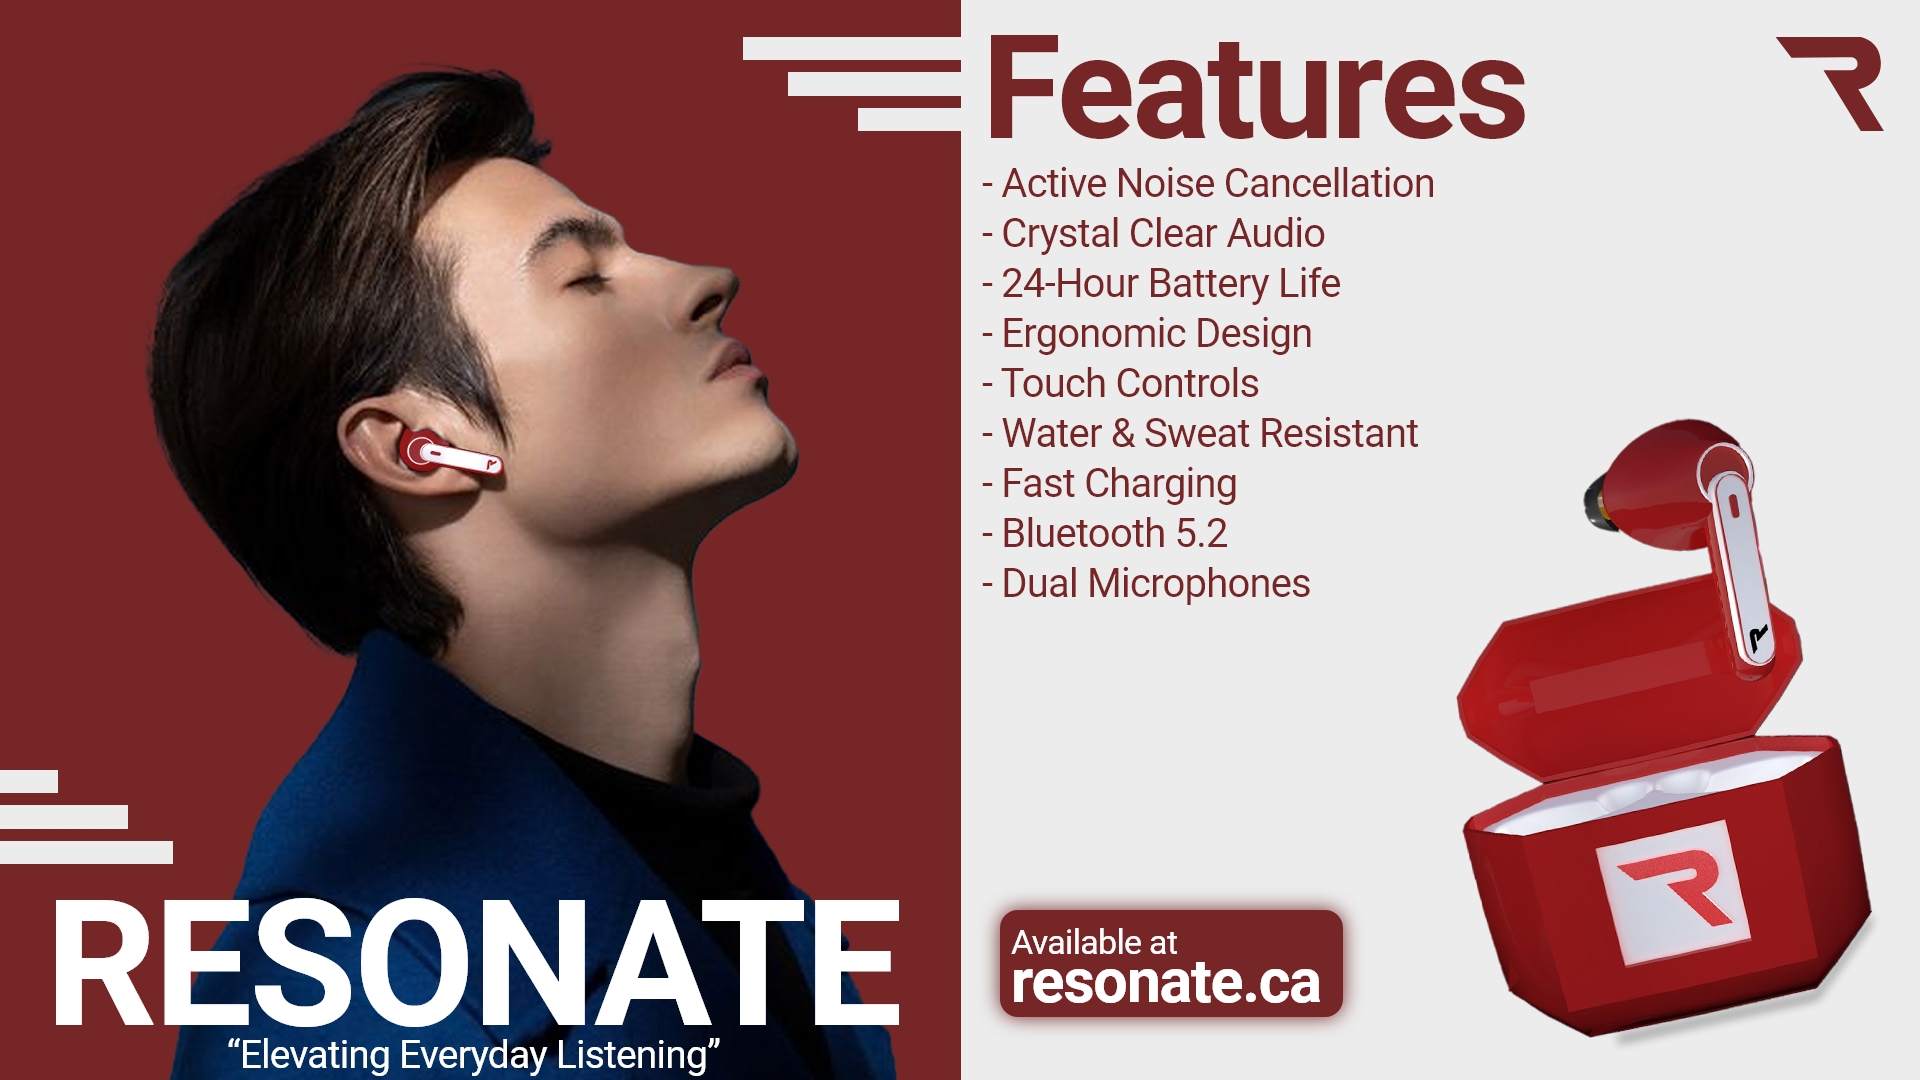 RESONATE
“Elevating Everyday Listening”
Features
- Active Noise Cancellation
- Crystal Clear Audio
- 24-Hour Battery Life
- Ergonomic Design
- Touch Controls
- Water & Sweat Resistant
- Fast Charging
- Bluetooth 5.2
- Dual Microphones
Available at
resonate.ca